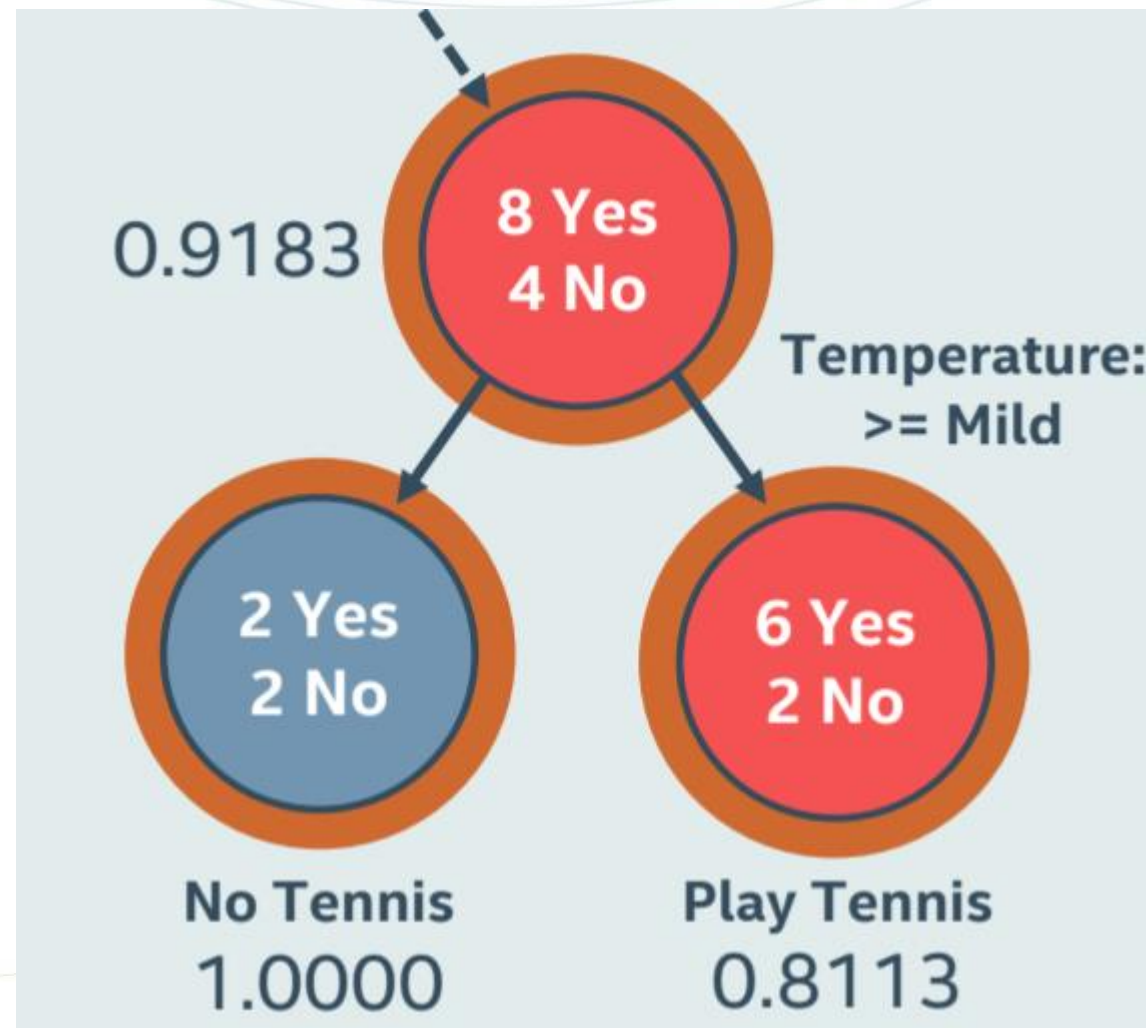 8 Yes
4 No
0.9183
Temperature:
>= Mild
2 Yes
2 No
6 Yes
2 No
No Tennis
1.0000
Play Tennis
0.8113